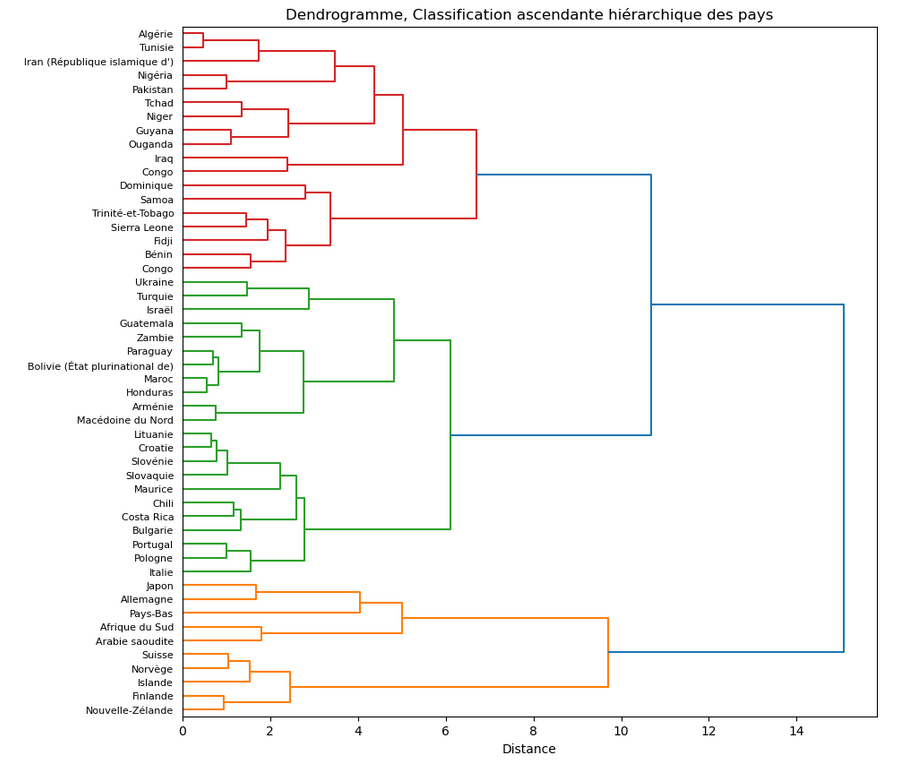 Dendrogramme, Classification ascendante hiérarchique des pays
Algérie
Tunisie
Iran (République islamique d')
Nigéria
Pakistan
Tchad
Niger
Guyana
Ouganda
Iraq
Congo
Dominique
Samoa
Trinité-et-Tobago
Sierra Leone
Fidji
Bénin
Congo
Ukraine
Turquie
Israël
Guatemala
Zambie
Paraguay
Bolivie (État plurinational de)
Maroc
Honduras
Arménie
Macédoine du Nord
Lituanie
Croatie
Slovénie
Slovaquie
Maurice
Chili
Costa Rica
Bulgarie
Portugal
Pologne
Italie
Japon
Allemagne
Pays-Bas
Afrique du Sud
Arabie saoudite
Suisse
Norvège
Islande
Finlande
Nouvelle-Zélande
0 2 4 6 8 10 12 14
Distance